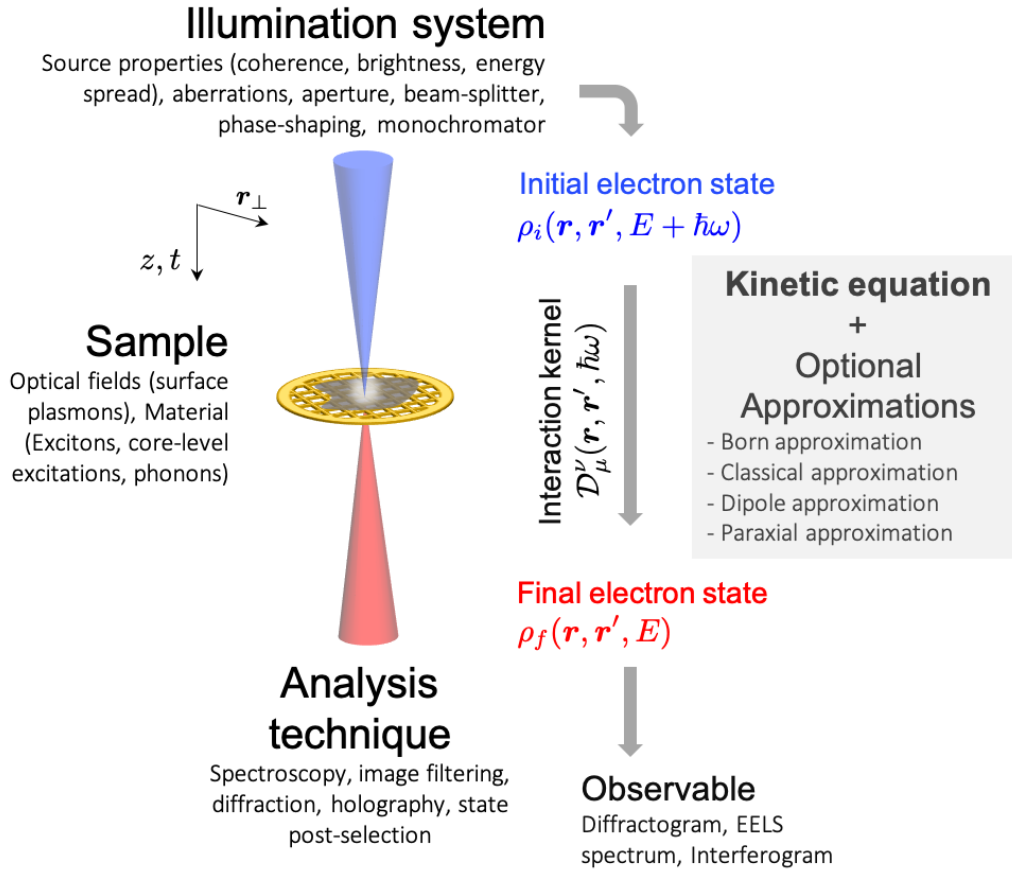 Illumination system
Source properties (coherence, brightness, energy
spread), aberrations, aperture, beam-splitter,
phase-shaping, monochromator
r⊥
z, t
Initial electron state
ρᵢ(r, r′, E + ℏω)
Interaction kernel
𝒟μ^ν(r, r′, ℏω)
Kinetic equation
+
Optional
Approximations
- Born approximation
- Classical approximation
- Dipole approximation
- Paraxial approximation
Sample
Optical fields (surface
plasmons), Material
(Excitons, core-level
excitations, phonons)
Final electron state
ρ_f(r, r′, E)
Analysis
technique
Spectroscopy, image filtering,
diffraction, holography, state
post-selection
Observable
Diffractogram, EELS
spectrum, Interferogram